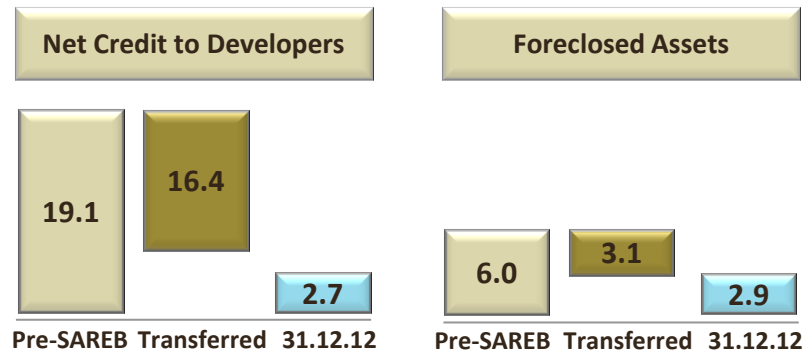 Net Credit to Developers
Foreclosed Assets
19.1
16.4
2.7
Pre-SAREB Transferred 31.12.12
6.0
3.1
2.9
Pre-SAREB Transferred 31.12.12